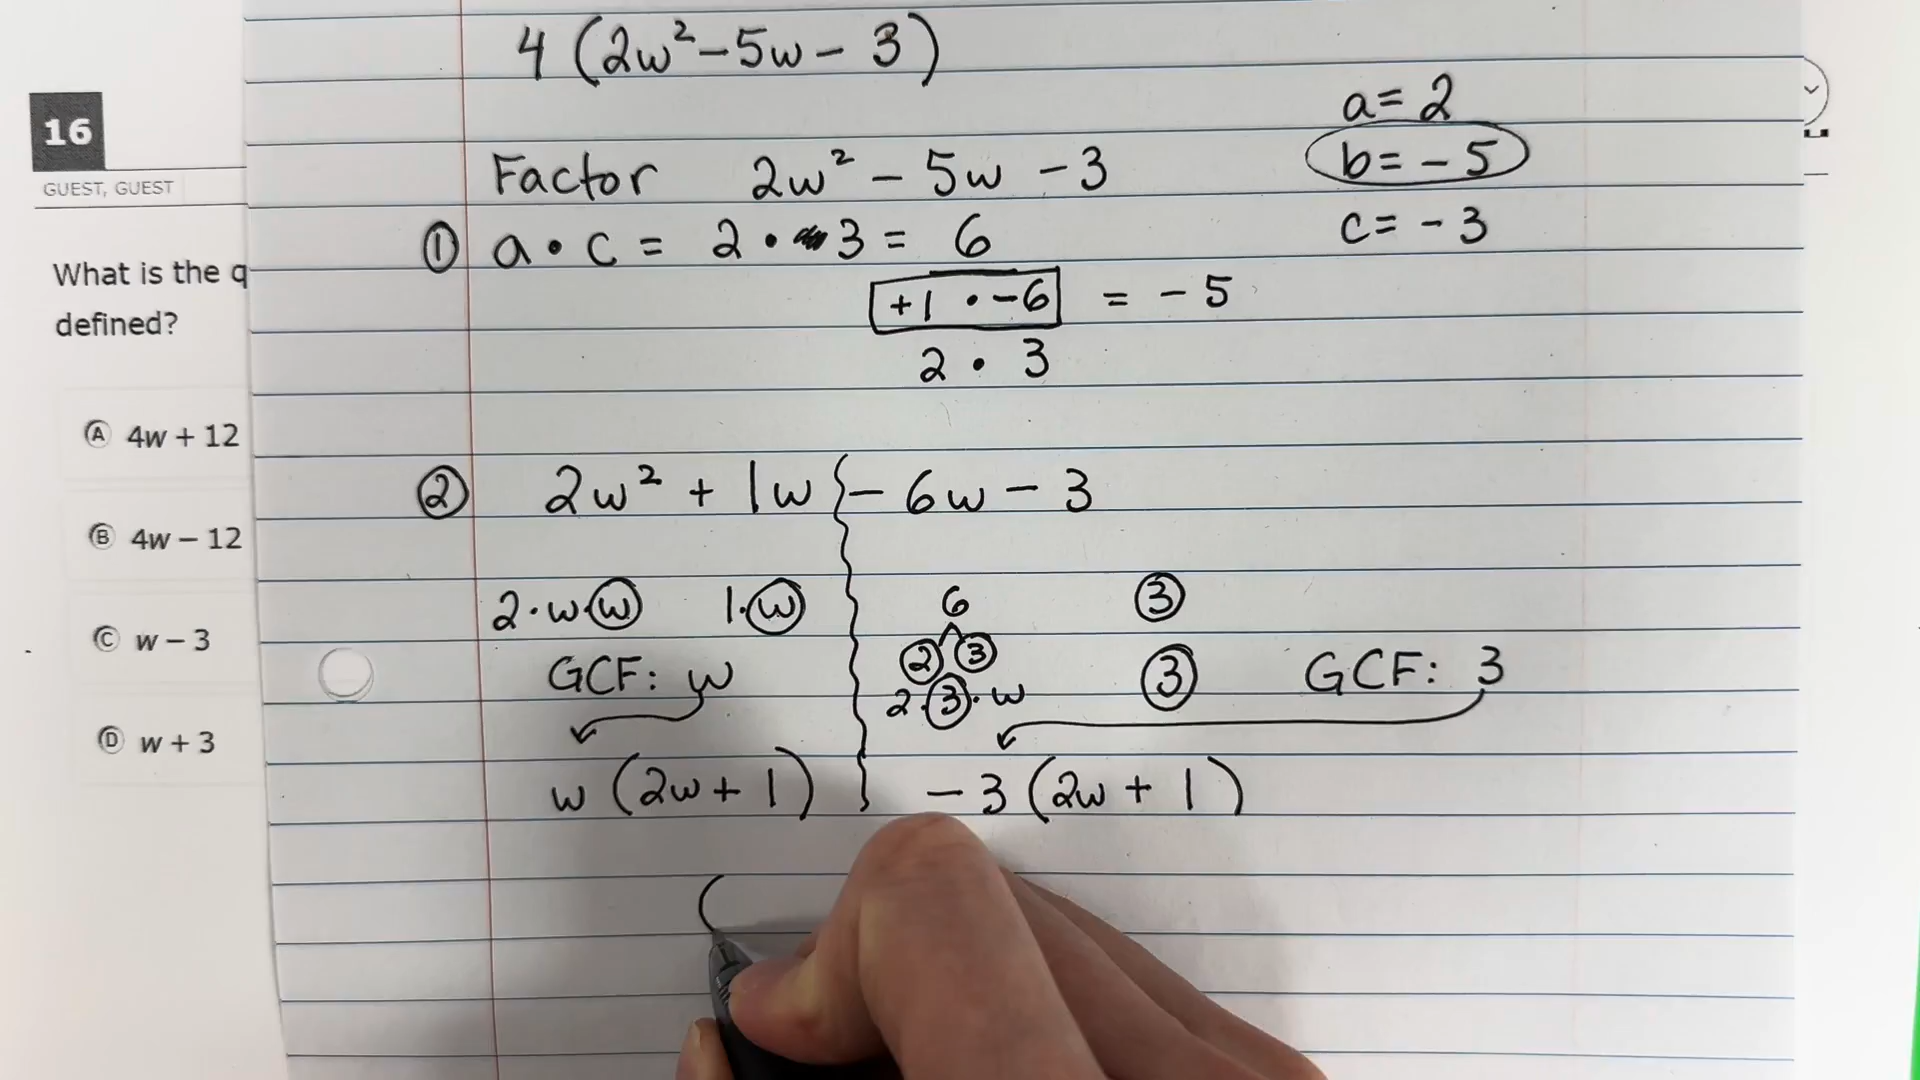 4 (2w² - 5w - 3)
a = 2
16
b = - 5
Factor 2w² - 5w - 3
GUEST, GUEST
c = - 3
① a • c = 2 • 3 = 6
What is the q
+1 • -6 = - 5
defined?
2 • 3
A 4w + 12
② 2w² + 1w - 6w - 3
B 4w - 12
2·w·w 1·w 6 3
C w - 3
2 3
GCF: w 3 GCF: 3
2·3·w
D w + 3
w (2w + 1) - 3 (2w + 1)
(